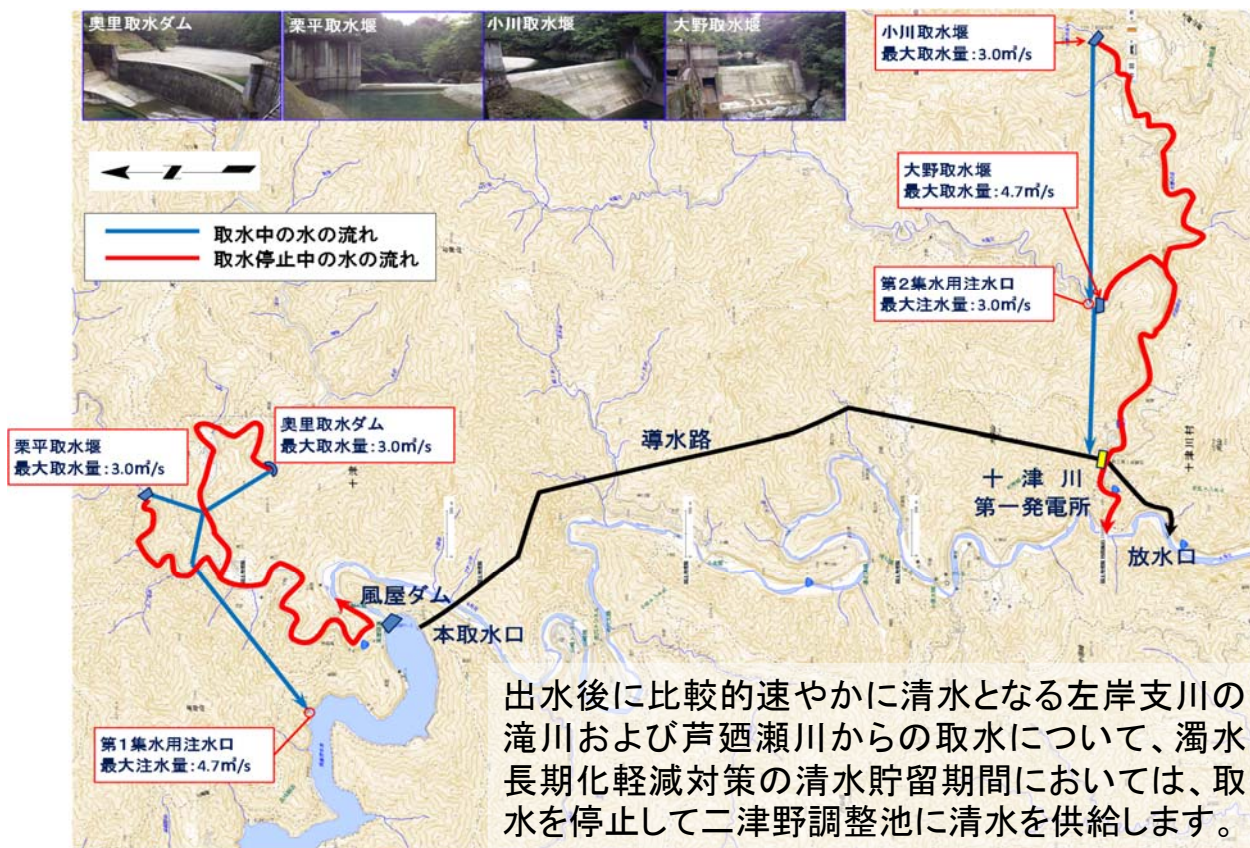 奥里取水ダム
栗平取水堰
小川取水堰
大野取水堰
小川取水堰
最大取水量:3.0㎥/s
大野取水堰
最大取水量:4.7㎥/s
取水中の水の流れ
取水停止中の水の流れ
第2集水用注水口
最大注水量:3.0㎥/s
奥里取水ダム
最大取水量:3.0㎥/s
栗平取水堰
最大取水量:3.0㎥/s
導水路
十津川
第一発電所
十津川村
放水口
風屋ダム
本取水口
第1集水用注水口
最大注水量:4.7㎥/s
出水後に比較的速やかに清水となる左岸支川の
滝川および芦廼瀬川からの取水について、濁水
長期化軽減対策の清水貯留期間においては、取
水を停止して二津野調整池に清水を供給します。